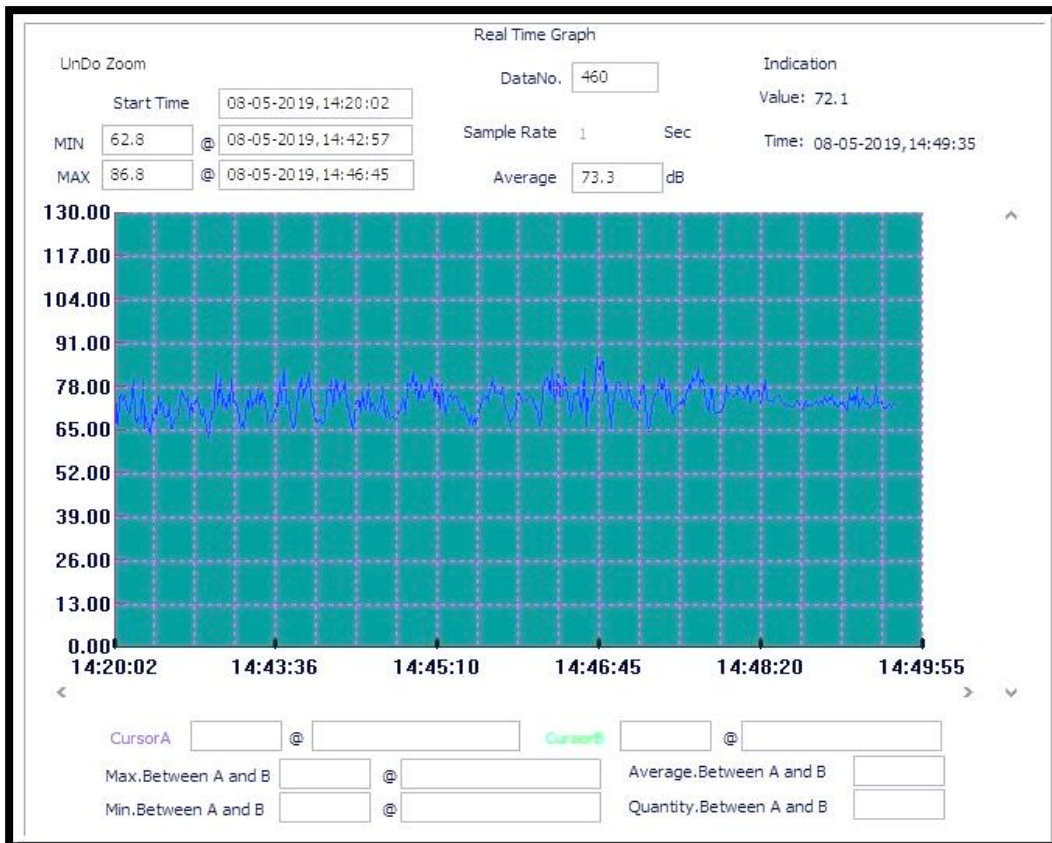 Real Time Graph
UnDo Zoom
DataNo. 460
Indication
Start Time 08-05-2019,14:20:02
Value: 72.1
MIN 62.8 @ 08-05-2019,14:42:57
Sample Rate 1 Sec
Time: 08-05-2019,14:49:35
MAX 86.8 @ 08-05-2019,14:46:45
Average 73.3 dB
130.00
117.00
104.00
91.00
78.00
65.00
52.00
39.00
26.00
13.00
0.00
14:20:02 14:43:36 14:45:10 14:46:45 14:48:20 14:49:55
CursorA @ CursorB @
Max.Between A and B @ Average.Between A and B
Min.Between A and B @ Quantity.Between A and B